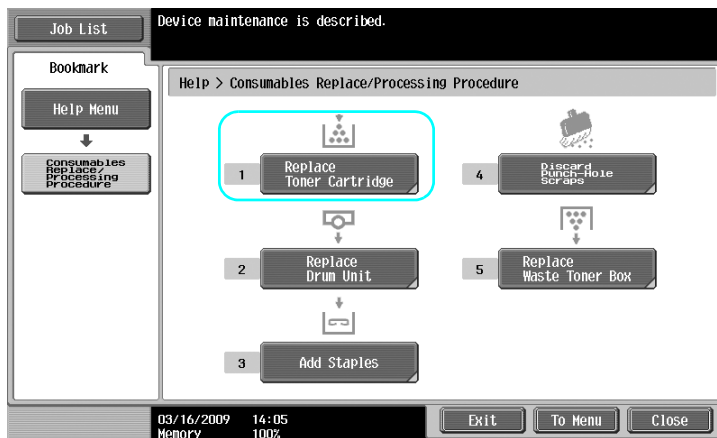 Job List
Device maintenance is described.
Bookmark
Help Menu
Consumables
Replace/
Processing
Procedure
Help > Consumables Replace/Processing Procedure
1
Replace
Toner Cartridge
4
Discard
Punch-Hole
Scraps
2
Replace
Drum Unit
5
Replace
Waste Toner Box
3
Add Staples
03/16/2009 14:05
Memory 100%
Exit
To Menu
Close